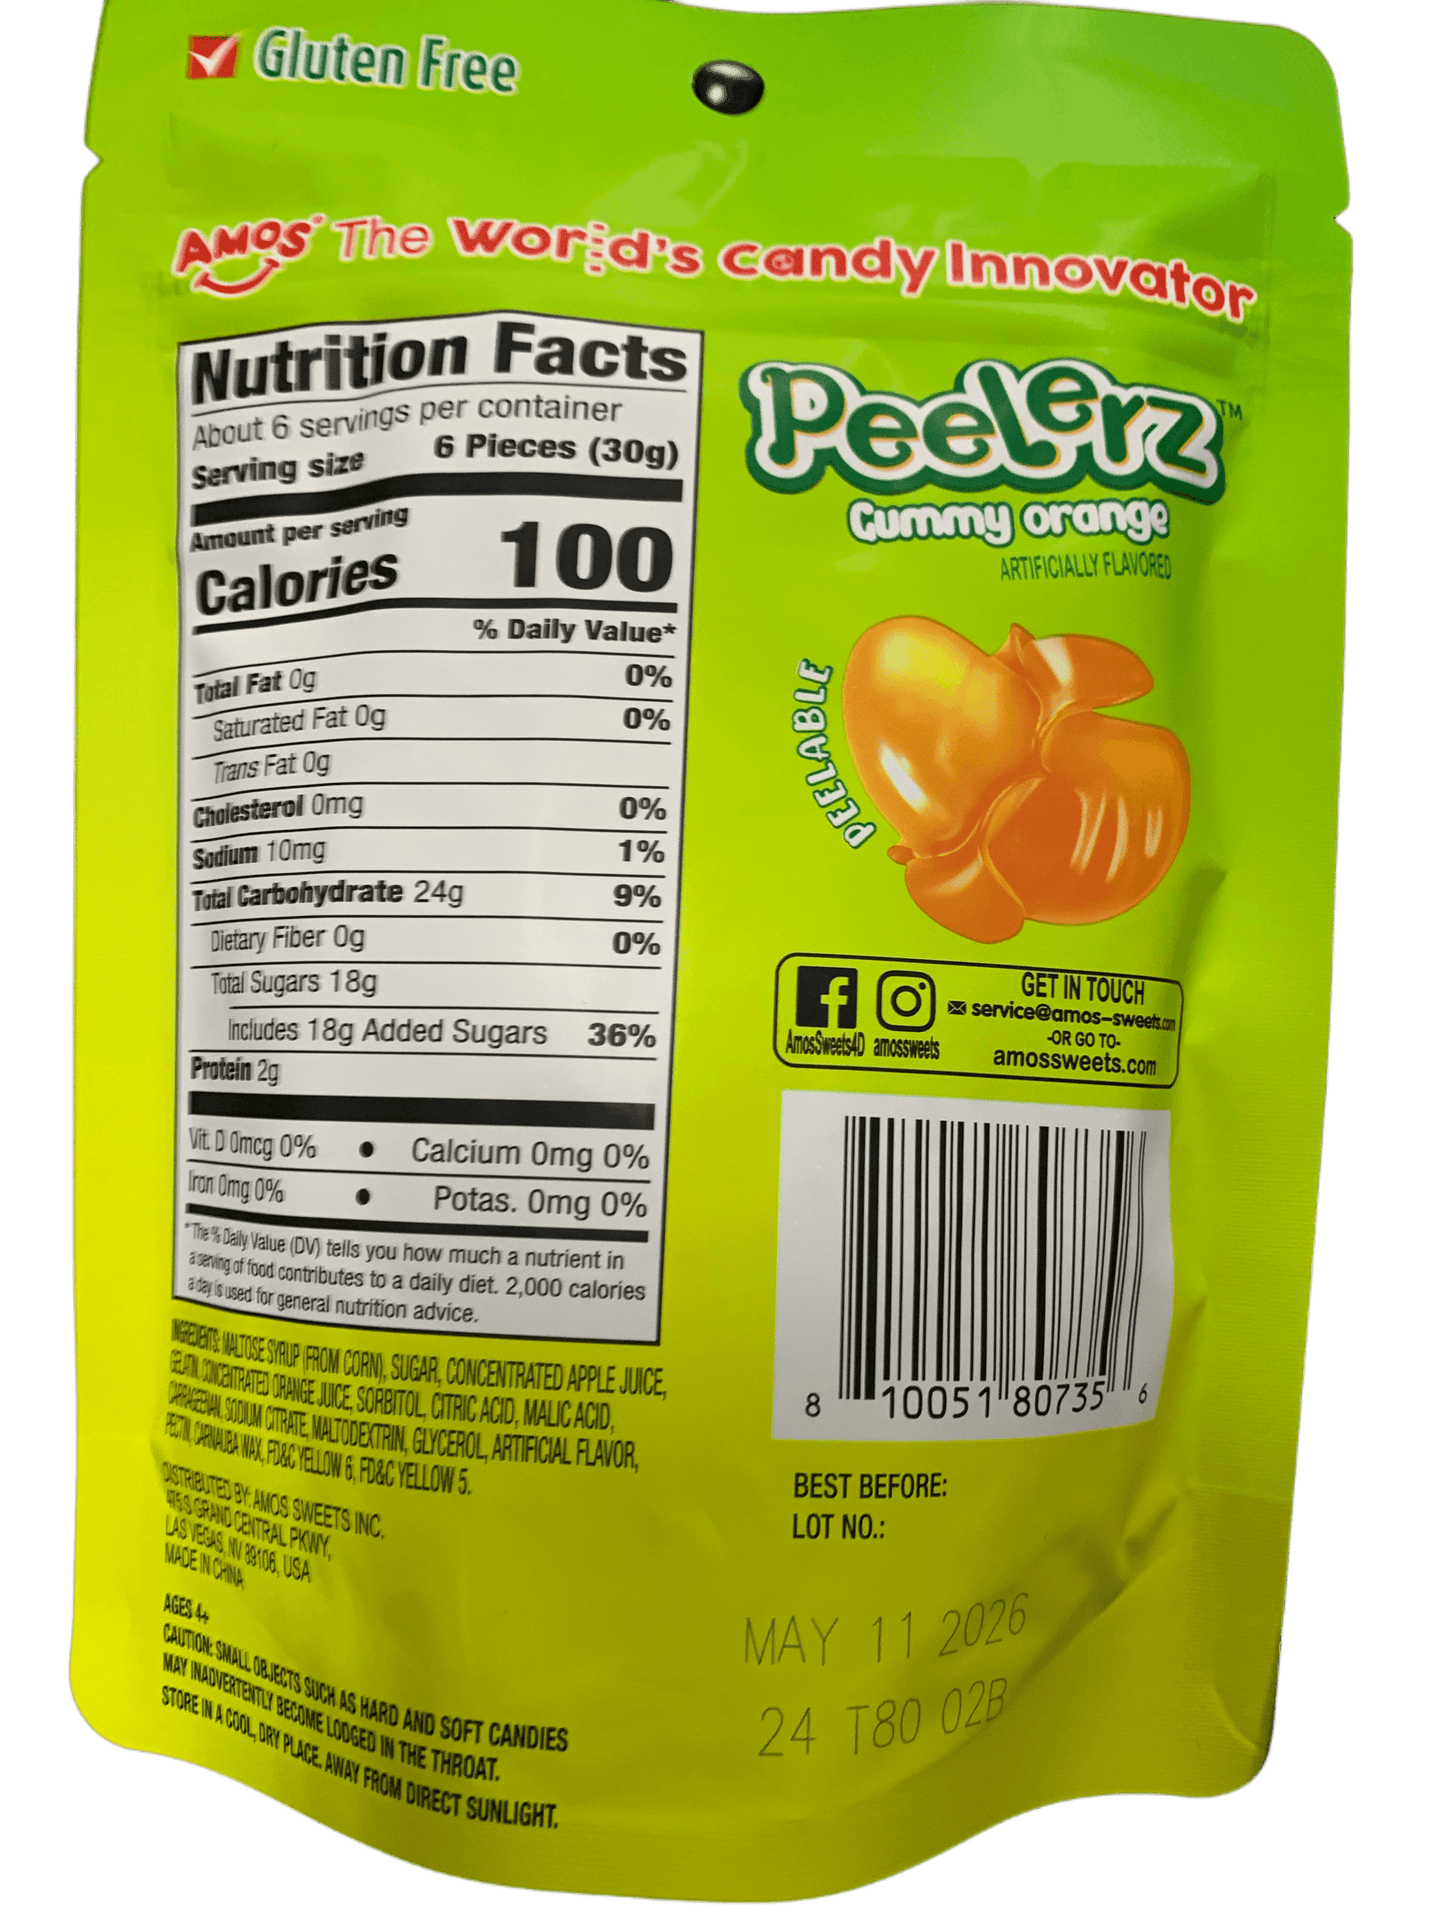 Gluten Free
AMOS® The World's Candy Innovator
Nutrition Facts
About 6 servings per container
Serving size 6 Pieces (30g)
Amount per serving
Calories 100
% Daily Value*
Total Fat 0g 0%
Saturated Fat 0g 0%
Trans Fat 0g
Cholesterol 0mg 0%
Sodium 10mg 1%
Total Carbohydrate 24g 9%
Dietary Fiber 0g 0%
Total Sugars 18g
Includes 18g Added Sugars 36%
Protein 2g
Vit. D 0mcg 0% • Calcium 0mg 0%
Iron 0mg 0% • Potas. 0mg 0%
*The % Daily Value (DV) tells you how much a nutrient in
a serving of food contributes to a daily diet. 2,000 calories
a day is used for general nutrition advice.
INGREDIENTS: MALTOSE SYRUP (FROM CORN), SUGAR, CONCENTRATED APPLE JUICE,
GELATIN, CONCENTRATED ORANGE JUICE, SORBITOL, CITRIC ACID, MALIC ACID,
CARRAGEENAN, SODIUM CITRATE, MALTODEXTRIN, GLYCEROL, ARTIFICIAL FLAVOR,
PECTIN, CARNAUBA WAX, FD&C YELLOW 6, FD&C YELLOW 5.
DISTRIBUTED BY: AMOS SWEETS INC.
475 S GRAND CENTRAL PKWY,
LAS VEGAS, NV 89106, USA
MADE IN CHINA
AGES 4+
CAUTION: SMALL OBJECTS SUCH AS HARD AND SOFT CANDIES
MAY INADVERTENTLY BECOME LODGED IN THE THROAT.
STORE IN A COOL, DRY PLACE. AWAY FROM DIRECT SUNLIGHT.
Peelerz™
Gummy orange
ARTIFICIALLY FLAVORED
PEELABLE
AmosSweets4D amossweets
GET IN TOUCH
service@amos-sweets.com
-OR GO TO-
amossweets.com
8 10051 80735 6
BEST BEFORE:
LOT NO.:
MAY 11 2026
24 T80 02B